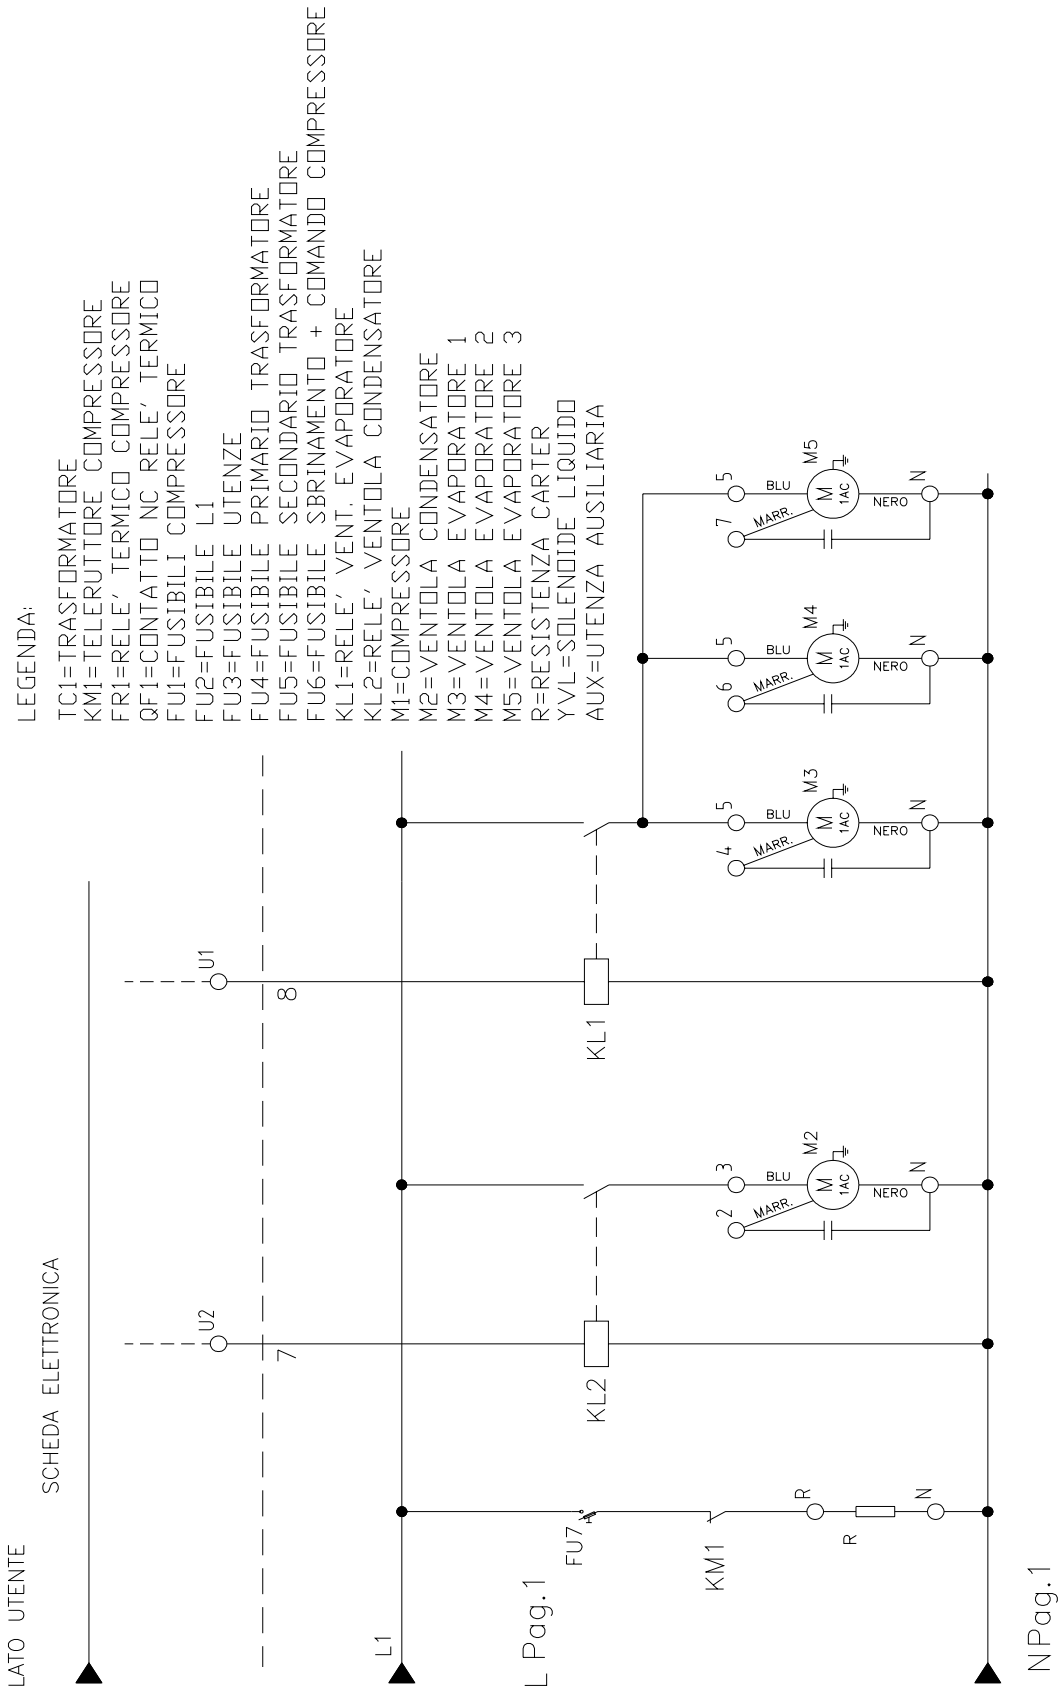 LEGENDA:
TC1=TRASFORMATORE
KM1=TELERUTTORE COMPRESSORE
FR1=RELE' TERMICO COMPRESSORE
QF1=CONTATTO NC RELE' TERMICO
FU1=FUSIBILI COMPRESSORE
FU2=FUSIBILE L1
FU3=FUSIBILE UTENZE
FU4=FUSIBILE PRIMARIO TRASFORMATORE
FU5=FUSIBILE SECONDARIO TRASFORMATORE
FU6=FUSIBILE SBRINAMENTO + COMANDO COMPRESSORE
KL1=RELE' VENT. EVAPORATORE
KL2=RELE' VENTOLA CONDENSATORE
M1=COMPRESSORE
M2=VENTOLA CONDENSATORE
M3=VENTOLA EVAPORATORE 1
M4=VENTOLA EVAPORATORE 2
M5=VENTOLA EVAPORATORE 3
R=RESISTENZA CARTER
YVL=SOLENOIDE LIQUIDO
AUX=UTENZA AUSILIARIA
LATO UTENTE
SCHEDA ELETTRONICA
U2
7
U1
8
L1
L Pag.1
FU7
KM1
R
R
N
KL2
2
3
MARR.
BLU
M2
M
1AC
NERO
N
KL1
4
5
MARR.
BLU
M3
M
1AC
NERO
N
6
5
MARR.
BLU
M4
M
1AC
NERO
N
7
5
MARR.
BLU
M5
M
1AC
NERO
N
N Pag.1